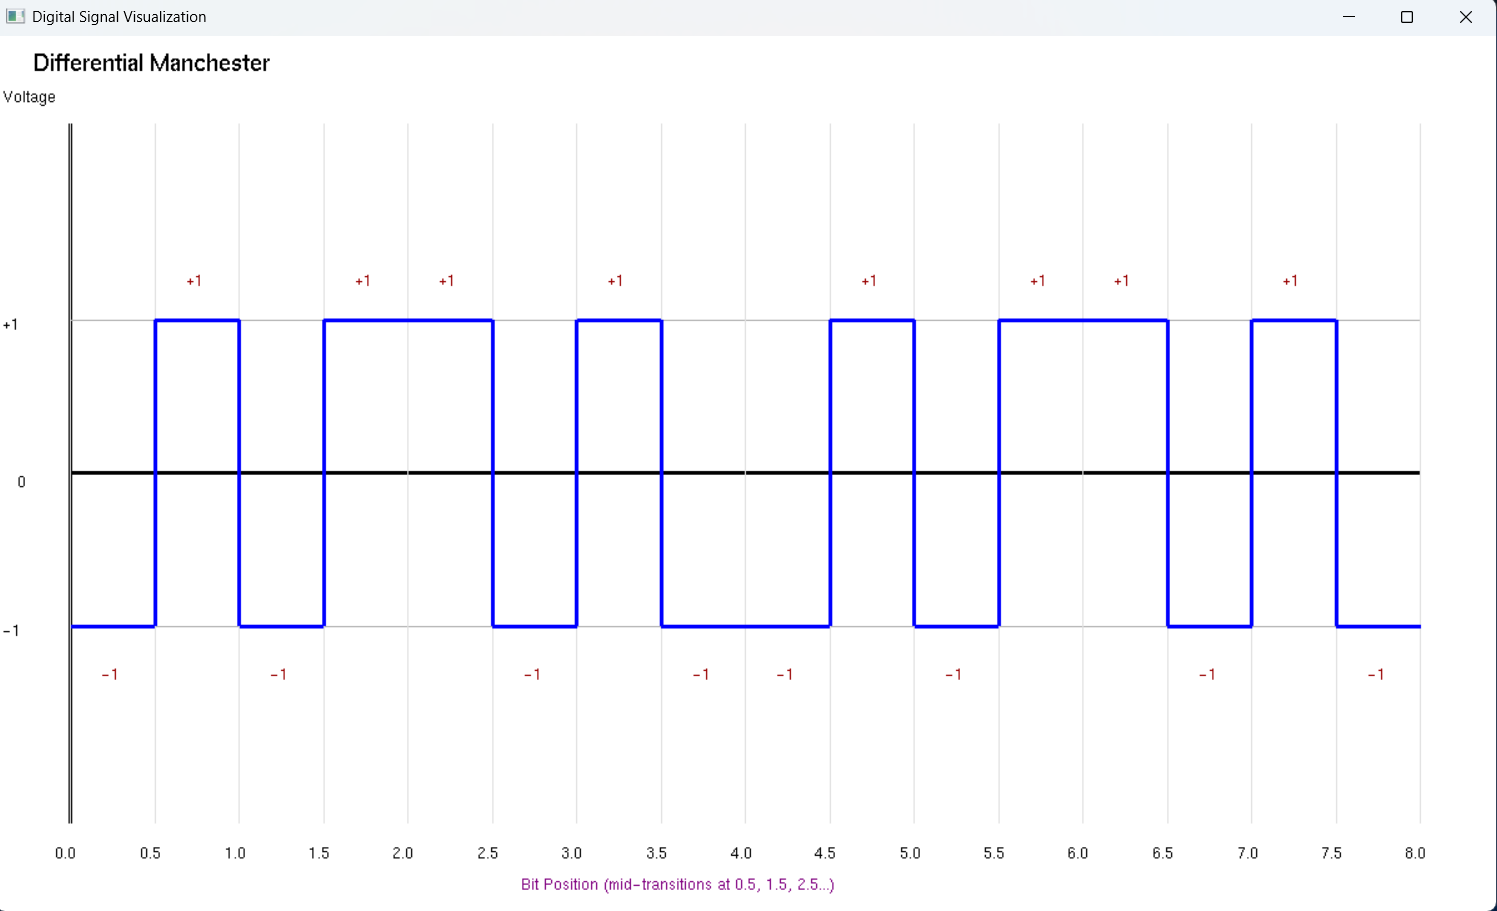 Digital Signal Visualization
Differential Manchester
Voltage
+1 +1 +1 +1 +1 +1 +1 +1
+1
0
-1
-1 -1 -1 -1 -1 -1 -1 -1
0.0 0.5 1.0 1.5 2.0 2.5 3.0 3.5 4.0 4.5 5.0 5.5 6.0 6.5 7.0 7.5 8.0
Bit Position (mid-transitions at 0.5, 1.5, 2.5...)